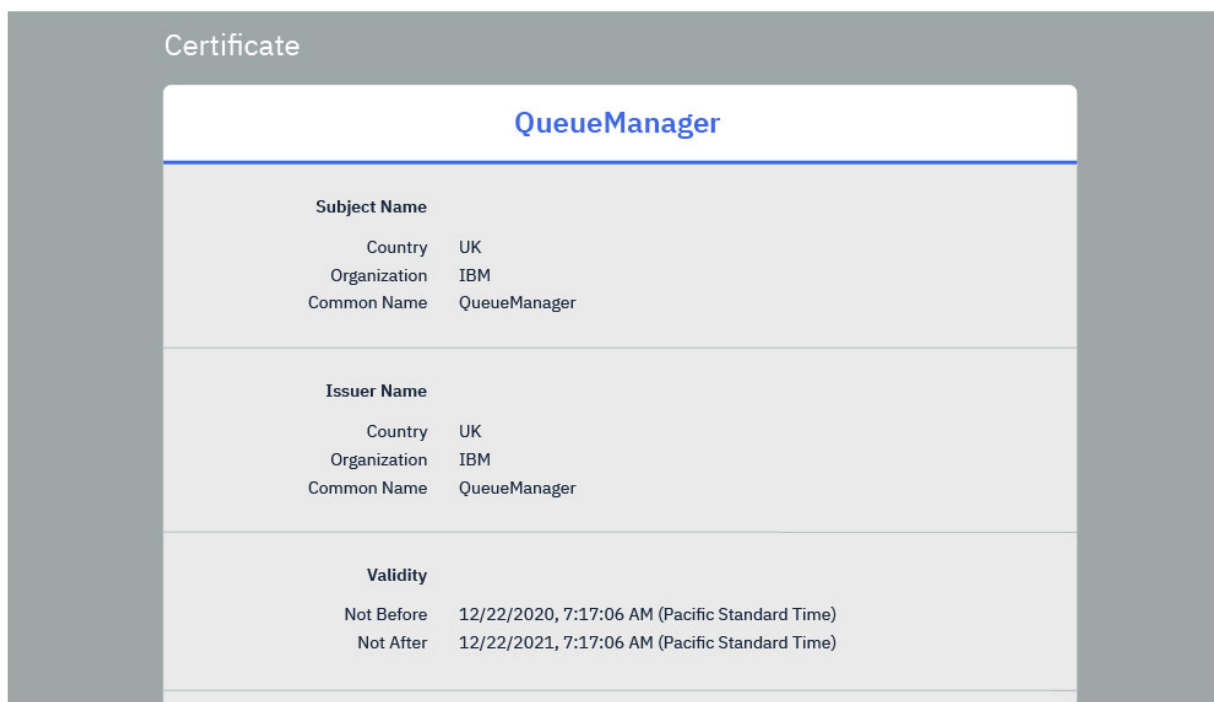 Certificate
QueueManager
Subject Name
Country UK
Organization IBM
Common Name QueueManager
Issuer Name
Country UK
Organization IBM
Common Name QueueManager
Validity
Not Before 12/22/2020, 7:17:06 AM (Pacific Standard Time)
Not After 12/22/2021, 7:17:06 AM (Pacific Standard Time)